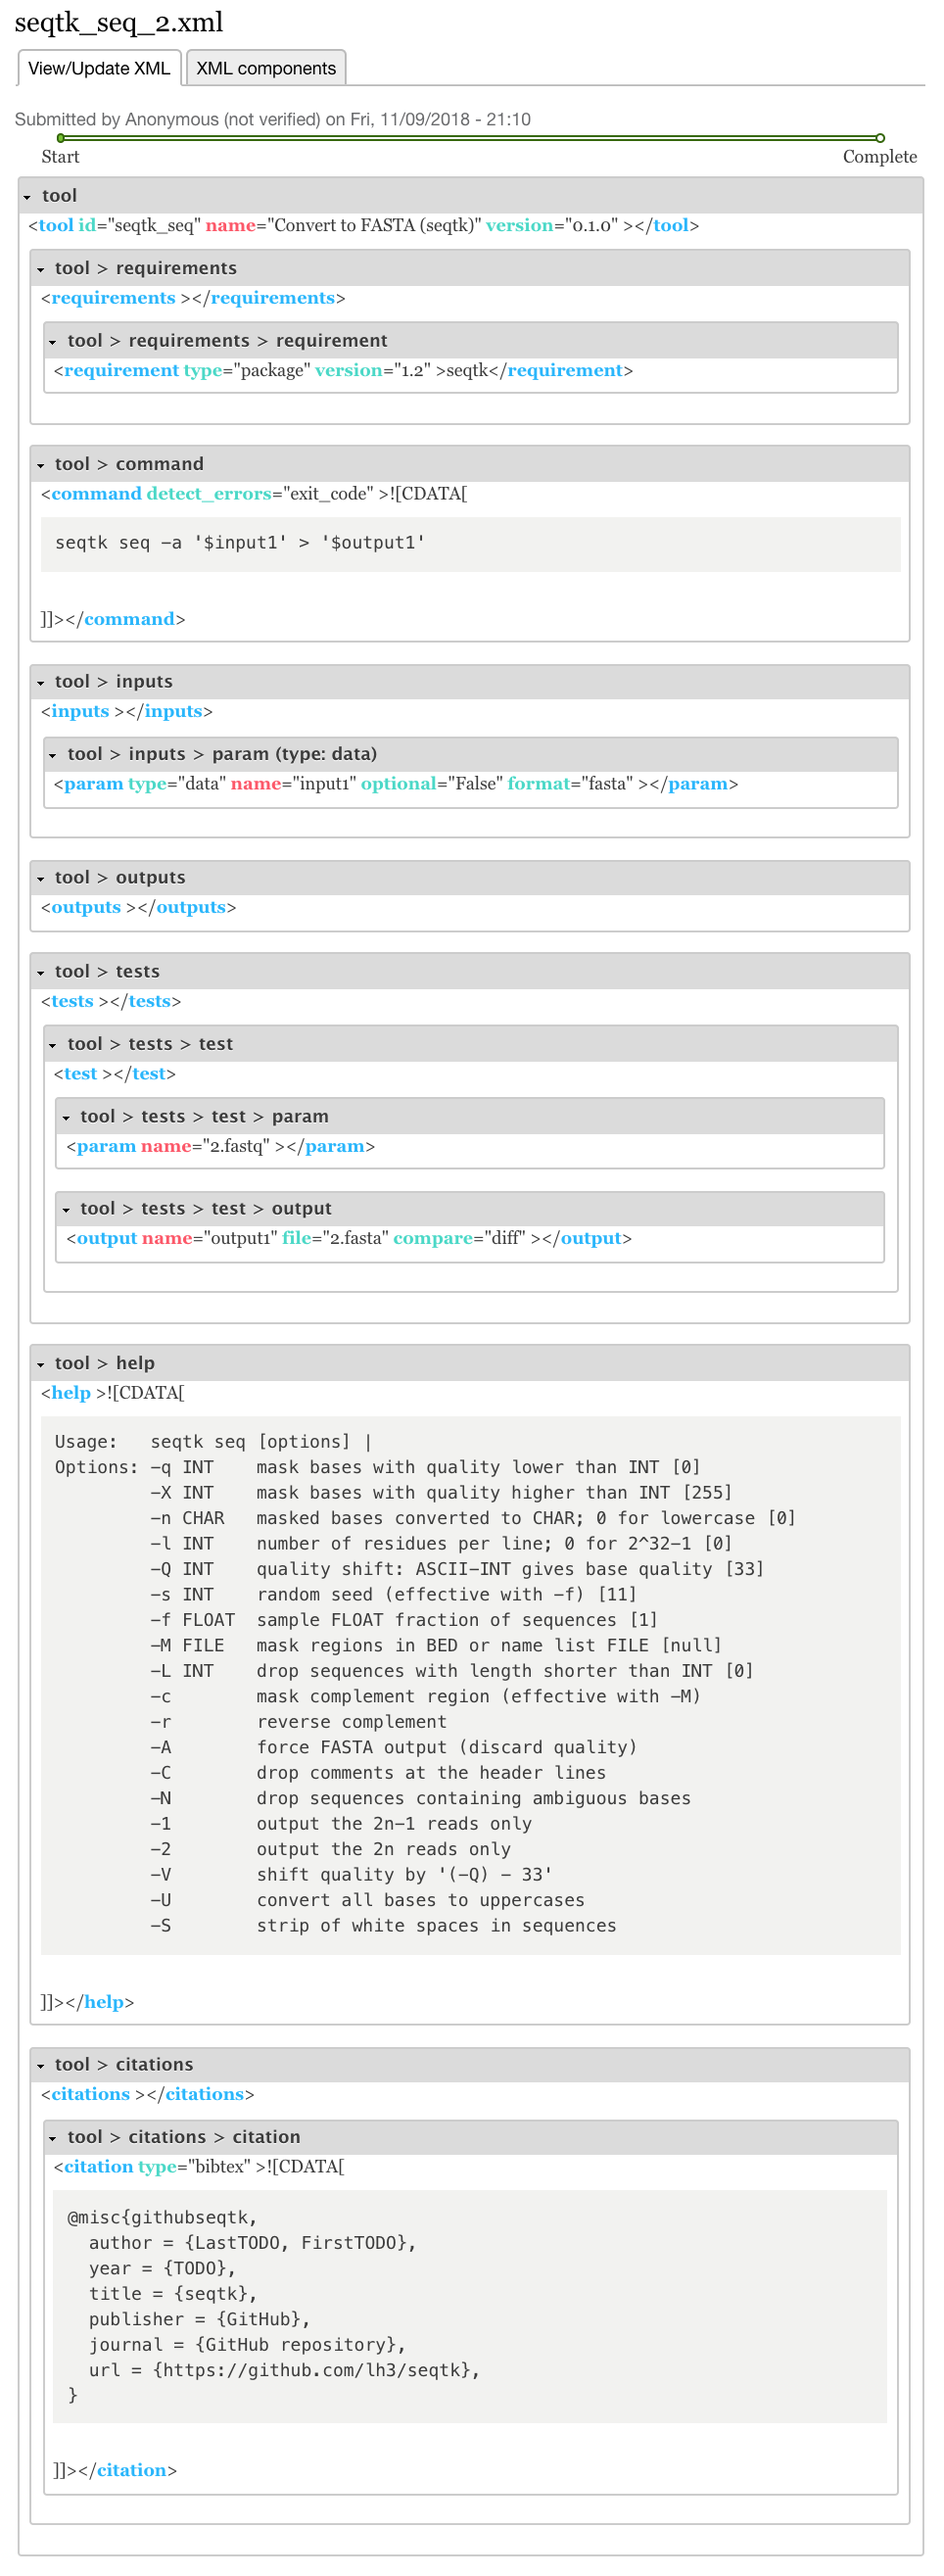 seqtk_seq_2.xml
View/Update XML XML components
Submitted by Anonymous (not verified) on Fri, 11/09/2018 - 21:10
Start Complete
tool
<tool id="seqtk_seq" name="Convert to FASTA (seqtk)" version="0.1.0" ></tool>
tool > requirements
<requirements ></requirements>
tool > requirements > requirement
<requirement type="package" version="1.2" >seqtk</requirement>
tool > command
<command detect_errors="exit_code" >![CDATA[
seqtk seq -a '$input1' > '$output1'
]]></command>
tool > inputs
<inputs ></inputs>
tool > inputs > param (type: data)
<param type="data" name="input1" optional="False" format="fasta" ></param>
tool > outputs
<outputs ></outputs>
tool > tests
<tests ></tests>
tool > tests > test
<test ></test>
tool > tests > test > param
<param name="2.fastq" ></param>
tool > tests > test > output
<output name="output1" file="2.fasta" compare="diff" ></output>
tool > help
<help >![CDATA[
Usage:   seqtk seq [options] |
Options: -q INT    mask bases with quality lower than INT [0]
         -X INT    mask bases with quality higher than INT [255]
         -n CHAR   masked bases converted to CHAR; 0 for lowercase [0]
         -l INT    number of residues per line; 0 for 2^32-1 [0]
         -Q INT    quality shift: ASCII-INT gives base quality [33]
         -s INT    random seed (effective with -f) [11]
         -f FLOAT  sample FLOAT fraction of sequences [1]
         -M FILE   mask regions in BED or name list FILE [null]
         -L INT    drop sequences with length shorter than INT [0]
         -c        mask complement region (effective with -M)
         -r        reverse complement
         -A        force FASTA output (discard quality)
         -C        drop comments at the header lines
         -N        drop sequences containing ambiguous bases
         -1        output the 2n-1 reads only
         -2        output the 2n reads only
         -V        shift quality by '(-Q) - 33'
         -U        convert all bases to uppercases
         -S        strip of white spaces in sequences
]]></help>
tool > citations
<citations ></citations>
tool > citations > citation
<citation type="bibtex" >![CDATA[
@misc{githubseqtk,
  author = {LastTODO, FirstTODO},
  year = {TODO},
  title = {seqtk},
  publisher = {GitHub},
  journal = {GitHub repository},
  url = {https://github.com/lh3/seqtk},
}
]]></citation>